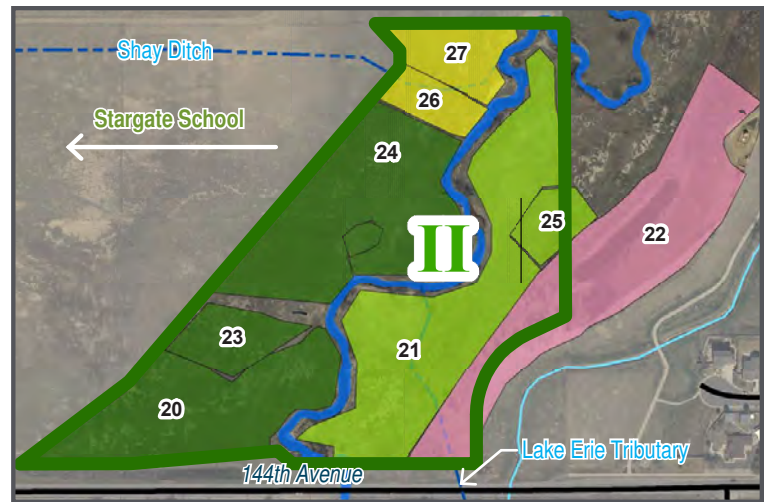 27
Shay Ditch
26
Stargate School
24
25
II
22
23
21
20
Lake Erie Tributary
144th Avenue